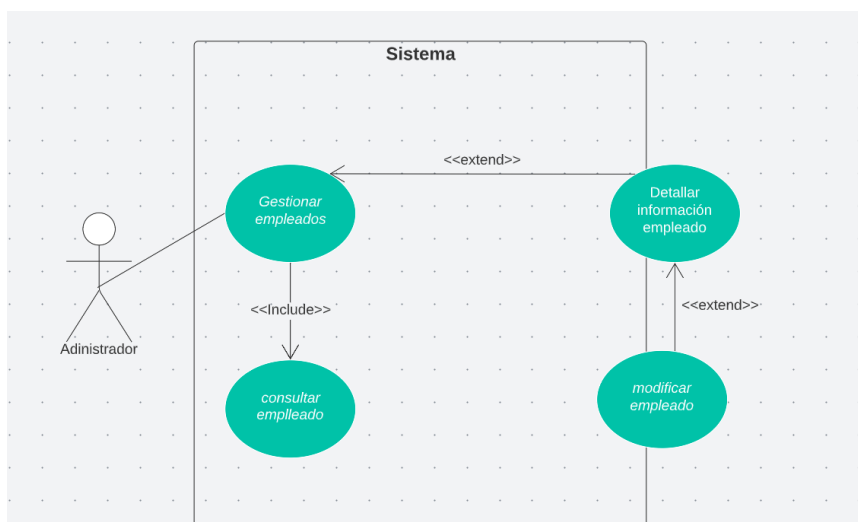 Sistema
<<extend>>
Gestionar
empleados
Detallar
información
empleado
<<Include>>
<<extend>>
Adinistrador
consultar
emplleado
modificar
empleado